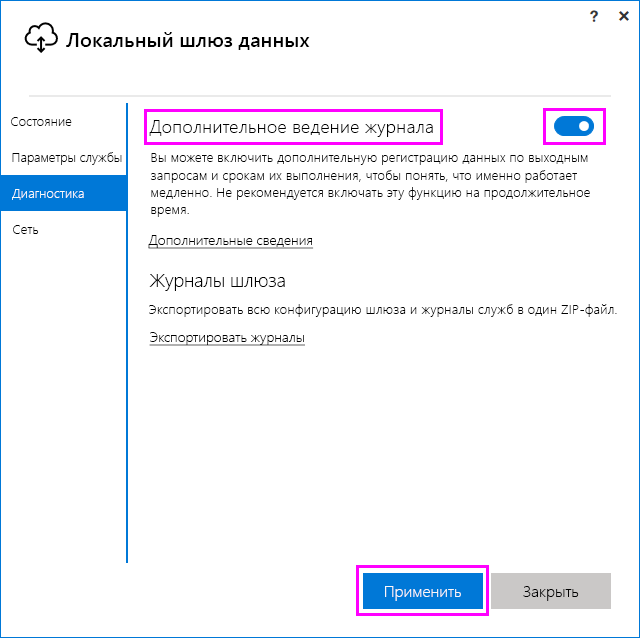 ? ×
Локальный шлюз данных
Состояние
Параметры службы
Диагностика
Сеть
Дополнительное ведение журнала
Вы можете включить дополнительную регистрацию данных по выходным
запросам и срокам их выполнения, чтобы понять, что именно работает
медленно. Не рекомендуется включать эту функцию на продолжительное
время.
Дополнительные сведения
Журналы шлюза
Экспортировать всю конфигурацию шлюза и журналы служб в один ZIP-файл.
Экспортировать журналы
Применить
Закрыть